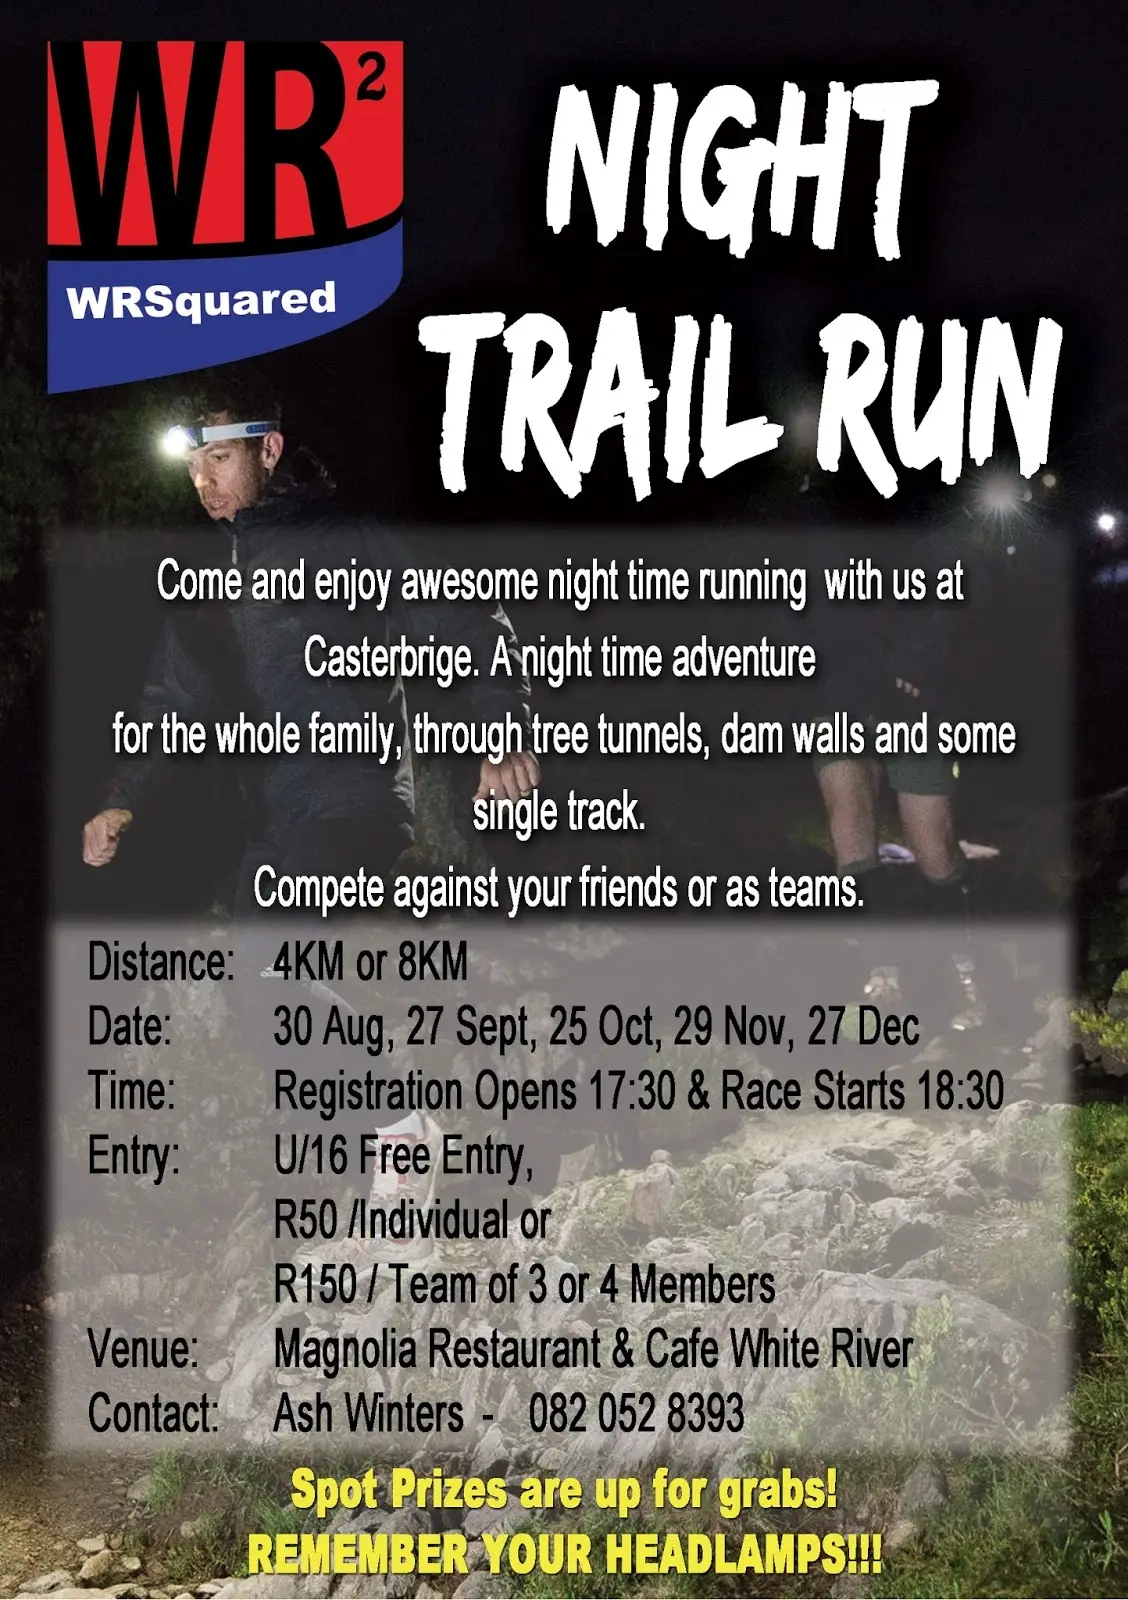 WR²
WRSquared
NIGHT
TRAIL RUN
Come and enjoy awesome night time running with us at
Casterbrige. A night time adventure
for the whole family, through tree tunnels, dam walls and some
single track.
Compete against your friends or as teams.
Distance: 4KM or 8KM
Date: 30 Aug, 27 Sept, 25 Oct, 29 Nov, 27 Dec
Time: Registration Opens 17:30 & Race Starts 18:30
Entry: U/16 Free Entry,
R50 /Individual or
R150 / Team of 3 or 4 Members
Venue: Magnolia Restaurant & Cafe White River
Contact: Ash Winters - 082 052 8393
Spot Prizes are up for grabs!
REMEMBER YOUR HEADLAMPS!!!